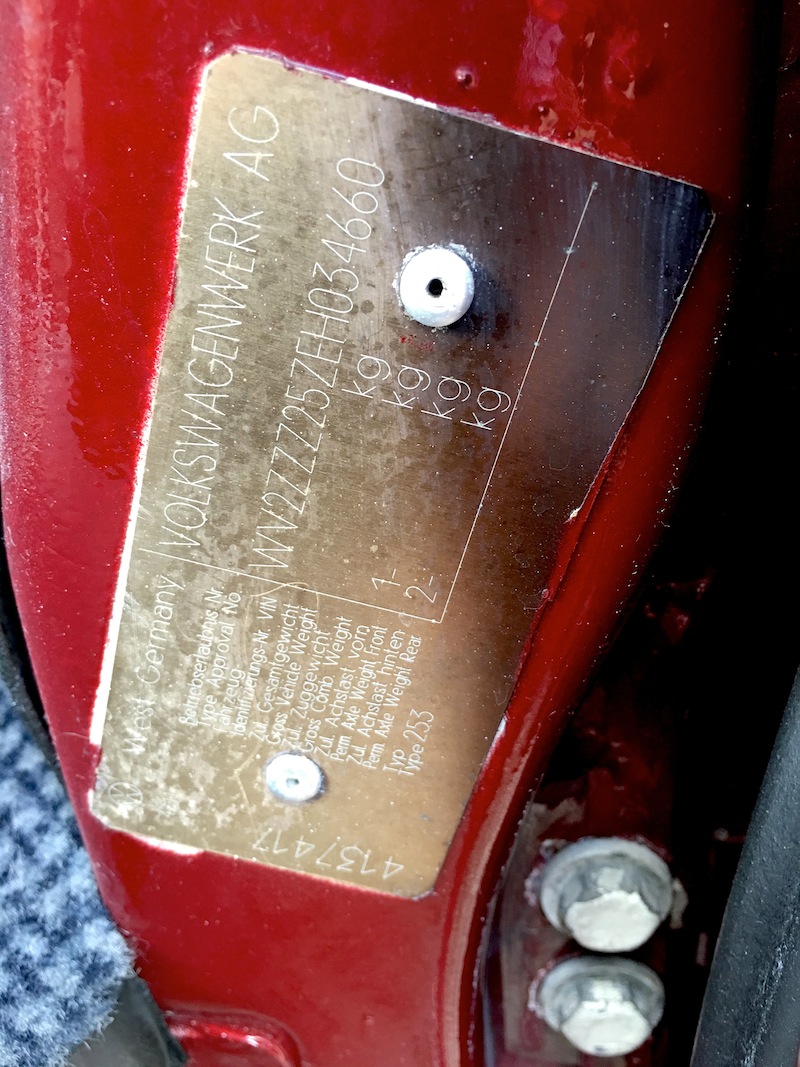 West Germany VOLKSWAGENWERK AG
Betriebserlaubnis Nr.
Type Approval No.
Fahrzeug
Identifizierungs-Nr. VIN WV2ZZZ25ZEH034660
Zul. Gesamtgewicht
Gross Vehicle Weight kg
Zul. Zuggewicht
Gross Comb. Weight kg
Zul. Achslast vorn
Perm. Axle Weight Front 1- kg
Zul. Achslast hinten
Perm. Axle Weight Rear 2- kg
Typ
Type 253
4137417